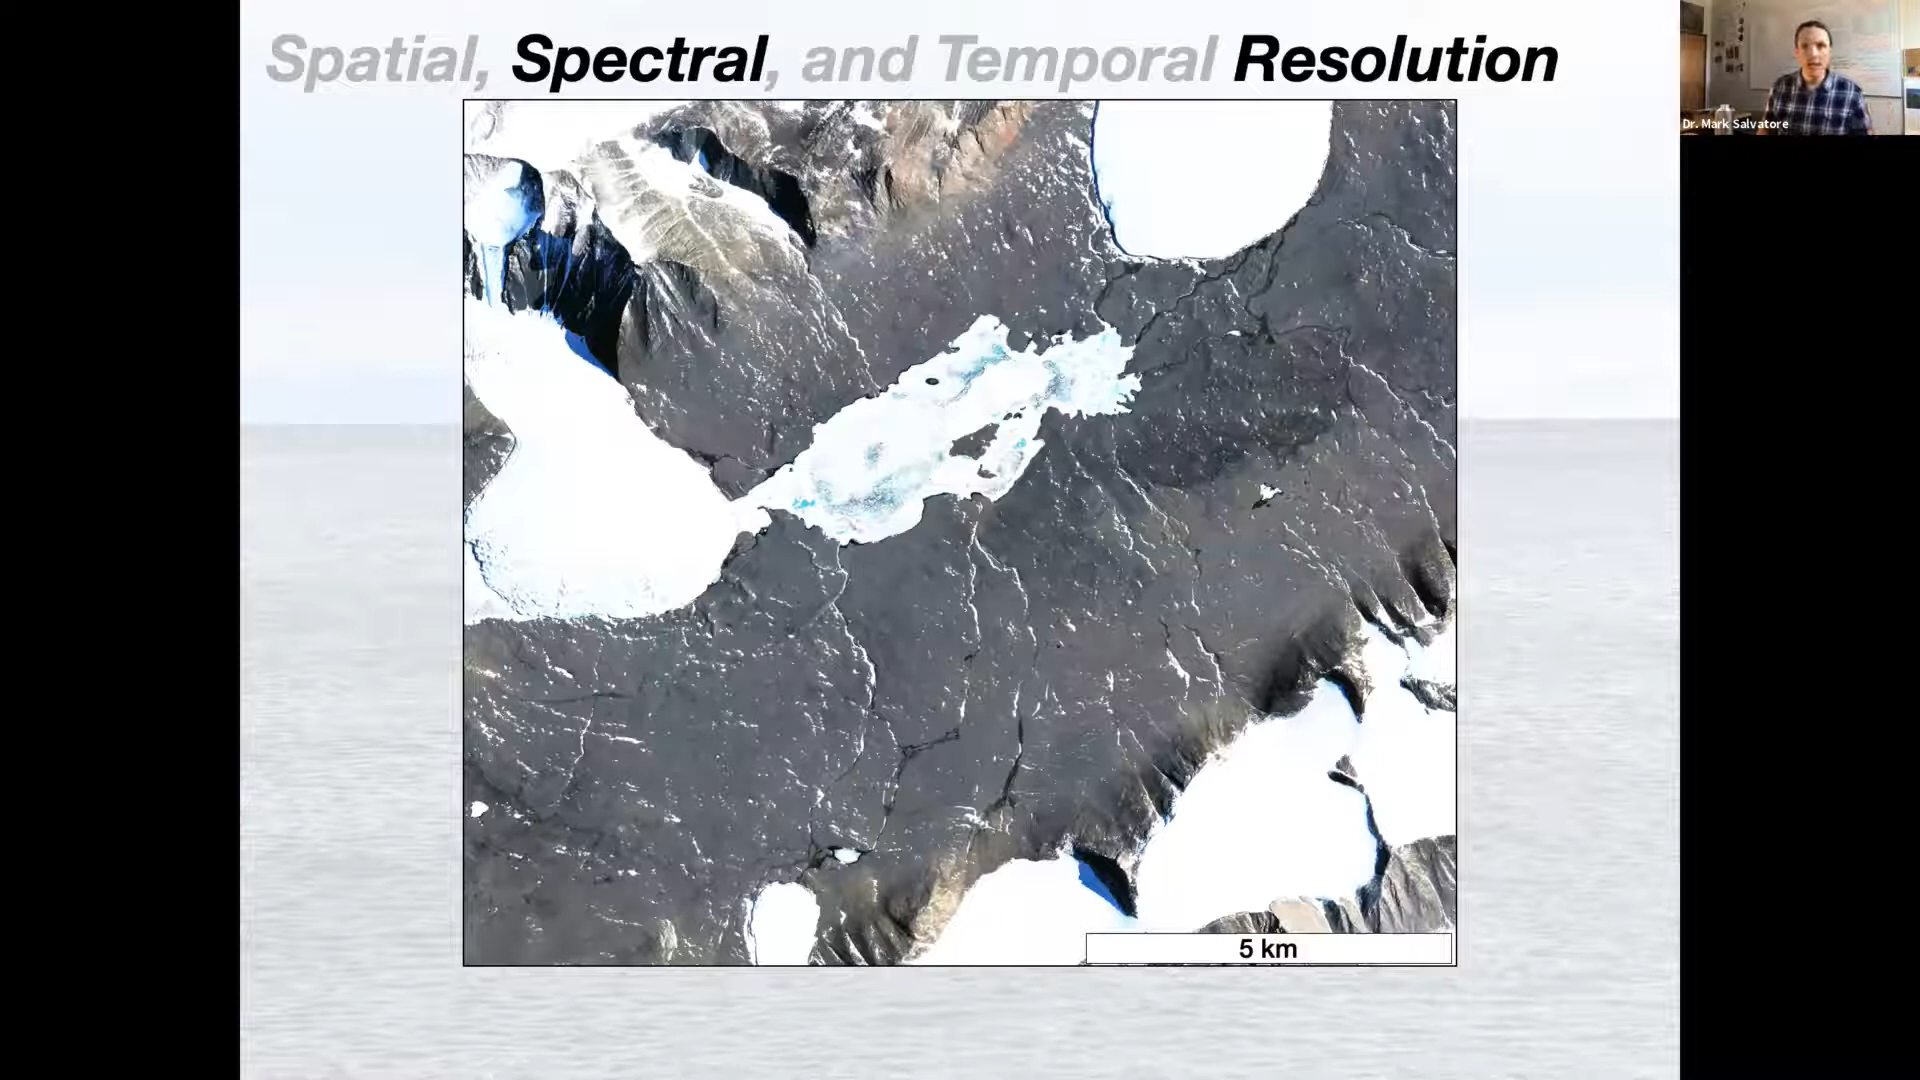 Spatial, Spectral, and Temporal Resolution
Dr. Mark Salvatore
5 km